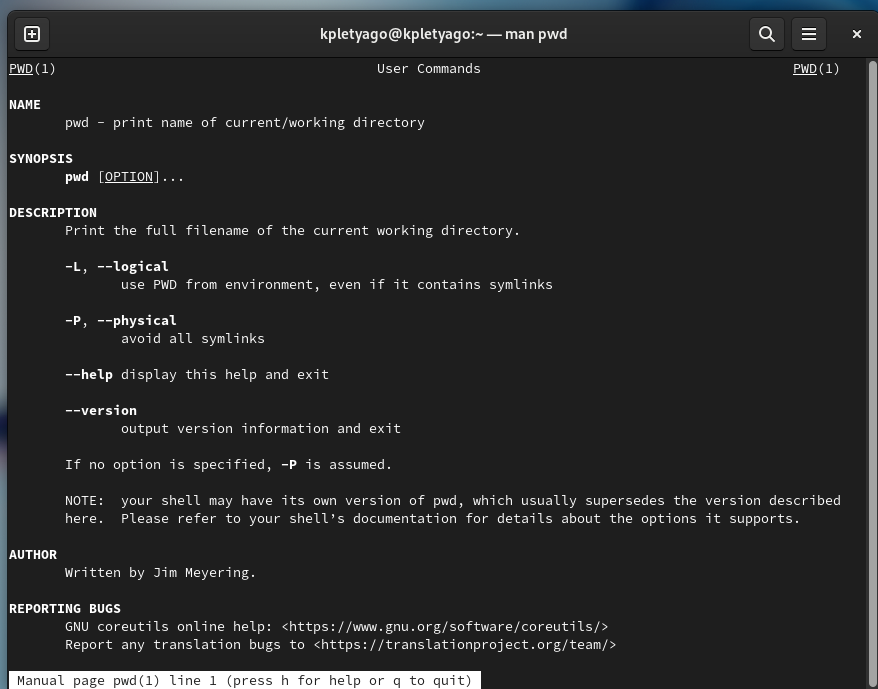 kpletyago@kpletyago:~ — man pwd
PWD(1) User Commands PWD(1)
NAME
pwd - print name of current/working directory
SYNOPSIS
pwd [OPTION]...
DESCRIPTION
Print the full filename of the current working directory.
-L, --logical
use PWD from environment, even if it contains symlinks
-P, --physical
avoid all symlinks
--help display this help and exit
--version
output version information and exit
If no option is specified, -P is assumed.
NOTE:  your shell may have its own version of pwd, which usually supersedes the version described
here.  Please refer to your shell’s documentation for details about the options it supports.
AUTHOR
Written by Jim Meyering.
REPORTING BUGS
GNU coreutils online help: <https://www.gnu.org/software/coreutils/>
Report any translation bugs to <https://translationproject.org/team/>
Manual page pwd(1) line 1 (press h for help or q to quit)